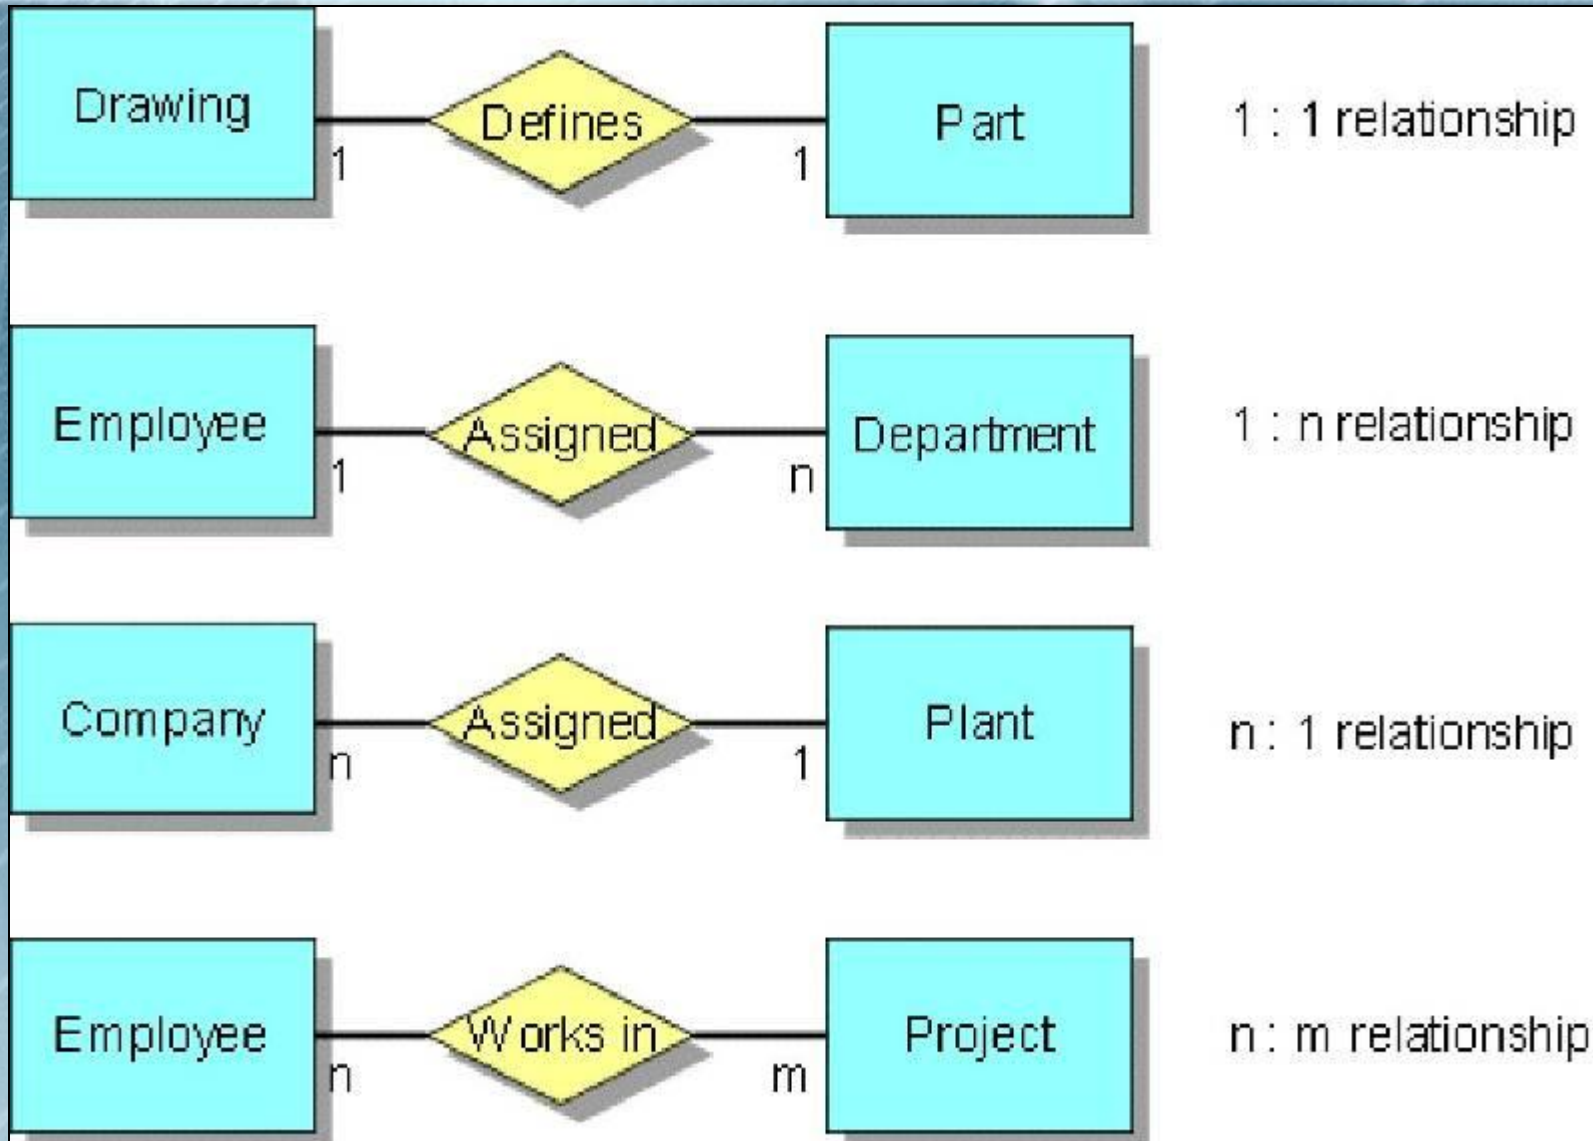 Drawing
Defines
Part
1 : 1 relationship
1
1
Employee
Assigned
Department
1 : n relationship
1
n
Company
Assigned
Plant
n : 1 relationship
n
1
Employee
Works in
Project
n : m relationship
n
m